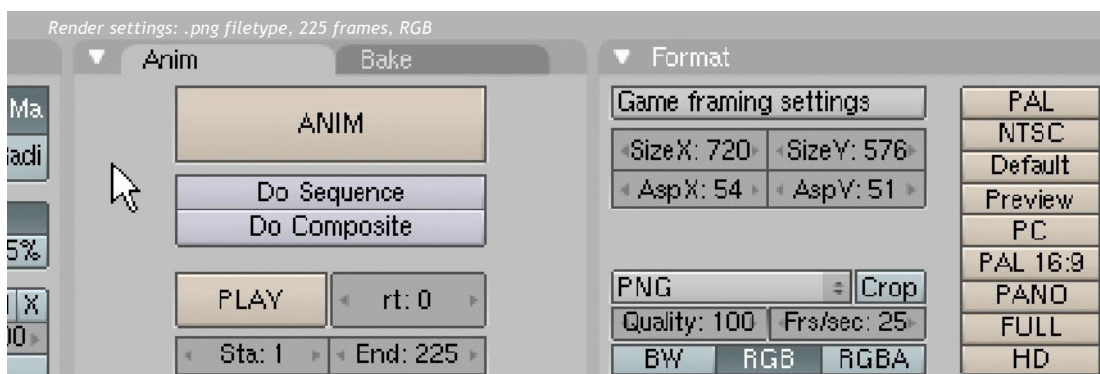 Render settings: .png filetype, 225 frames, RGB
Anim
Bake
Ma
adi
5%
X
00
ANIM
Do Sequence
Do Composite
PLAY
rt: 0
Sta: 1
End: 225
Format
Game framing settings
SizeX: 720
SizeY: 576
AspX: 54
AspY: 51
PNG
Crop
Quality: 100
Frs/sec: 25
BW
RGB
RGBA
PAL
NTSC
Default
Preview
PC
PAL 16:9
PANO
FULL
HD